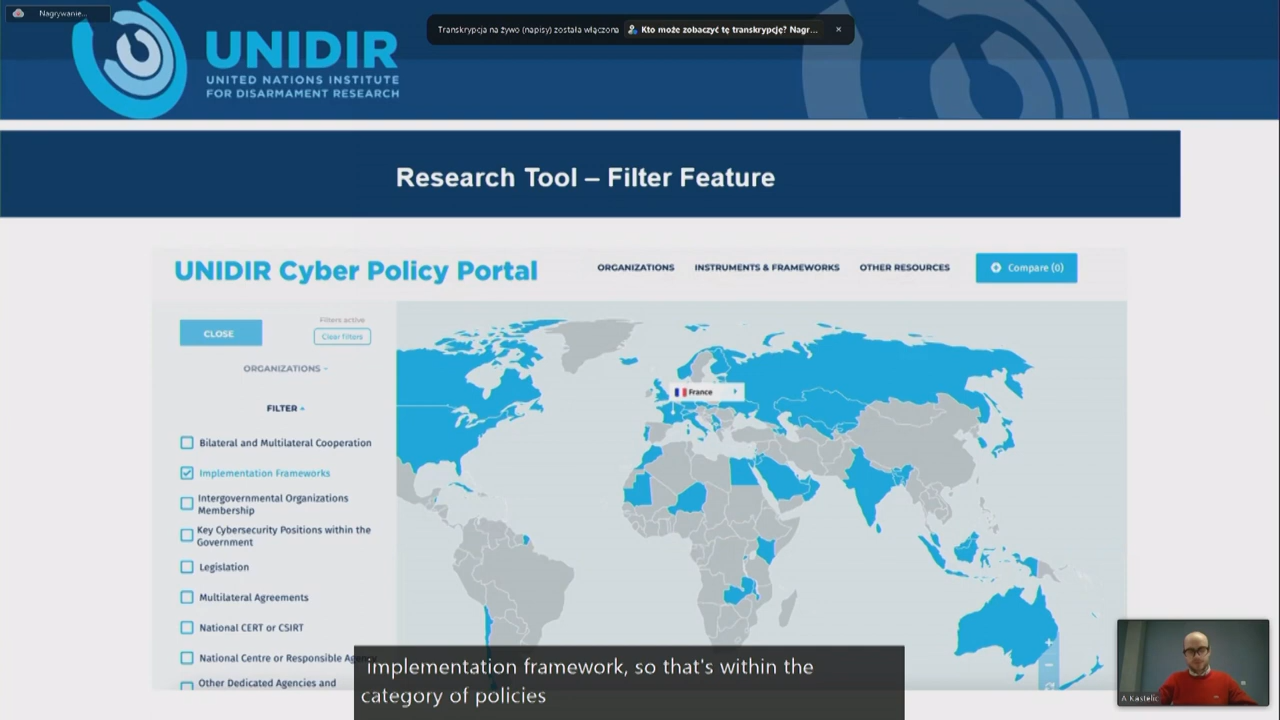 Nagrywanie...
Transkrypcja na żywo (napisy) została włączona
Kto może zobaczyć tę transkrypcję? Nagr...
UNIDIR
UNITED NATIONS INSTITUTE
FOR DISARMAMENT RESEARCH
Research Tool – Filter Feature
UNIDIR Cyber Policy Portal
ORGANIZATIONS
INSTRUMENTS & FRAMEWORKS
OTHER RESOURCES
Compare (0)
CLOSE
Filters active
Clear filters
ORGANIZATIONS
FILTER
Bilateral and Multilateral Cooperation
Implementation Frameworks
Intergovernmental Organizations
Membership
Key Cybersecurity Positions within the
Government
Legislation
Multilateral Agreements
National CERT or CSIRT
National Centre or Responsible Age
Other Dedicated Agencies and
France
implementation framework, so that's within the
category of policies
A Kastelic